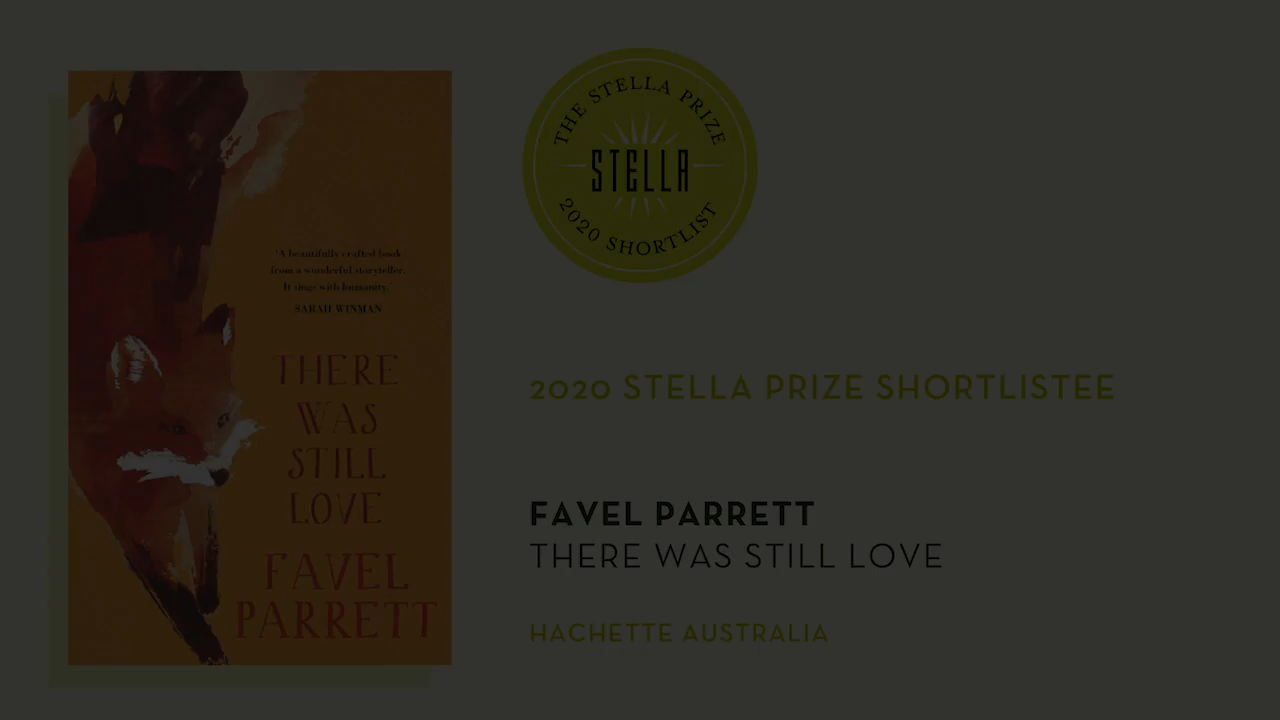 'A beautifully crafted book
from a wonderful storyteller.
It sings with humanity.'
SARAH WINMAN
THERE
WAS
STILL
LOVE
FAVEL
PARRETT
THE STELLA PRIZE
STELLA
2020 SHORTLIST
2020 STELLA PRIZE SHORTLISTEE
FAVEL PARRETT
THERE WAS STILL LOVE
HACHETTE AUSTRALIA